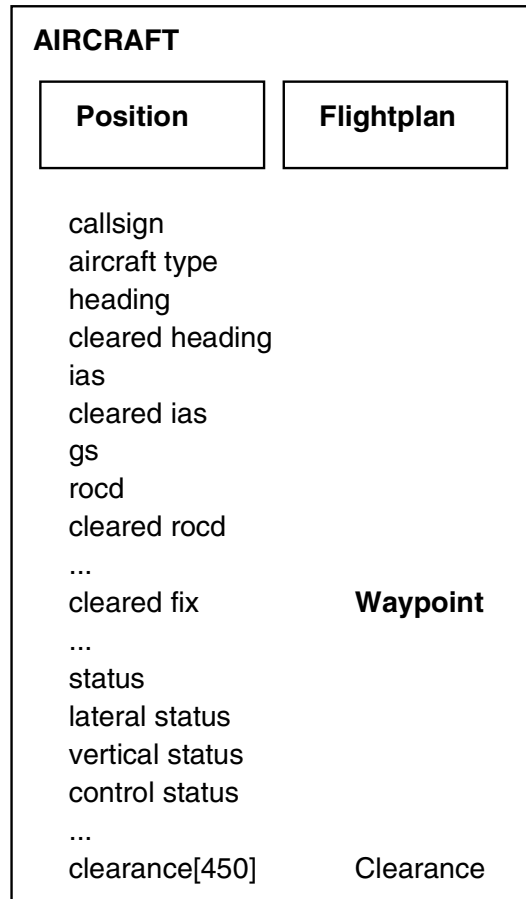 AIRCRAFT
Position Flightplan
callsign
aircraft type
heading
cleared heading
ias
cleared ias
gs
rocd
cleared rocd
...
cleared fix Waypoint
...
status
lateral status
vertical status
control status
...
clearance[450] Clearance